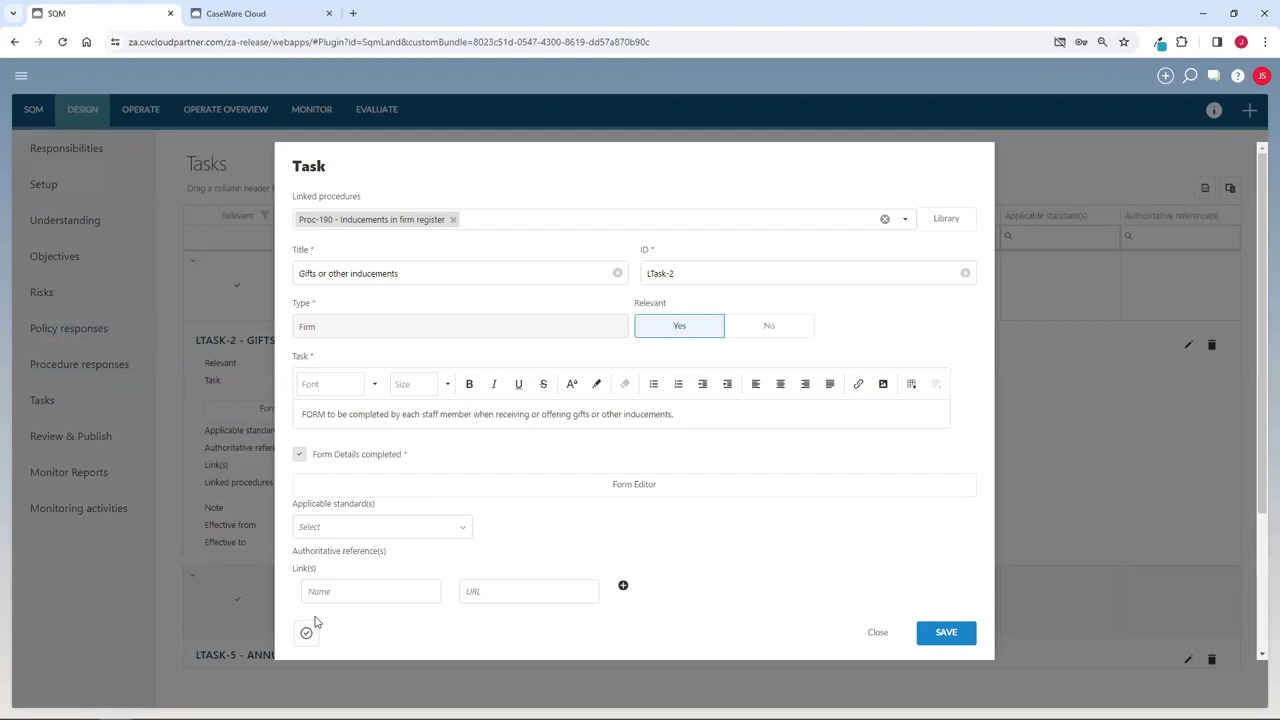 SQM
CaseWare Cloud
za.cwcloudpartner.com/za-release/webapps/#Plugin?id=SqmLand&customBundle=8023c51d-0547-4300-8619-dd57a870b90c
J
JS
SQM DESIGN OPERATE OPERATE OVERVIEW MONITOR EVALUATE
Responsibilities
Setup
Understanding
Objectives
Risks
Policy responses
Procedure responses
Tasks
Review & Publish
Monitor Reports
Monitoring activities
Tasks
Drag a column header
Relevant
Applicable standard(s) Authoritative reference(s)
LTASK-2 - GIFTS
Relevant
Task
Form
Applicable standard
Authoritative refere
Link(s)
Linked procedures
Note
Effective from
Effective to
LTASK-5 - ANNU
Task
Linked procedures
Proc-190 - Inducements in firm register
Library
Title * ID *
Gifts or other inducements LTask-2
Type * Relevant
Firm Yes No
Task *
Font Size B I U S
FORM to be completed by each staff member when receiving or offering gifts or other inducements.
Form Details completed *
Form Editor
Applicable standard(s)
Select
Authoritative reference(s)
Link(s)
Name URL
Close SAVE